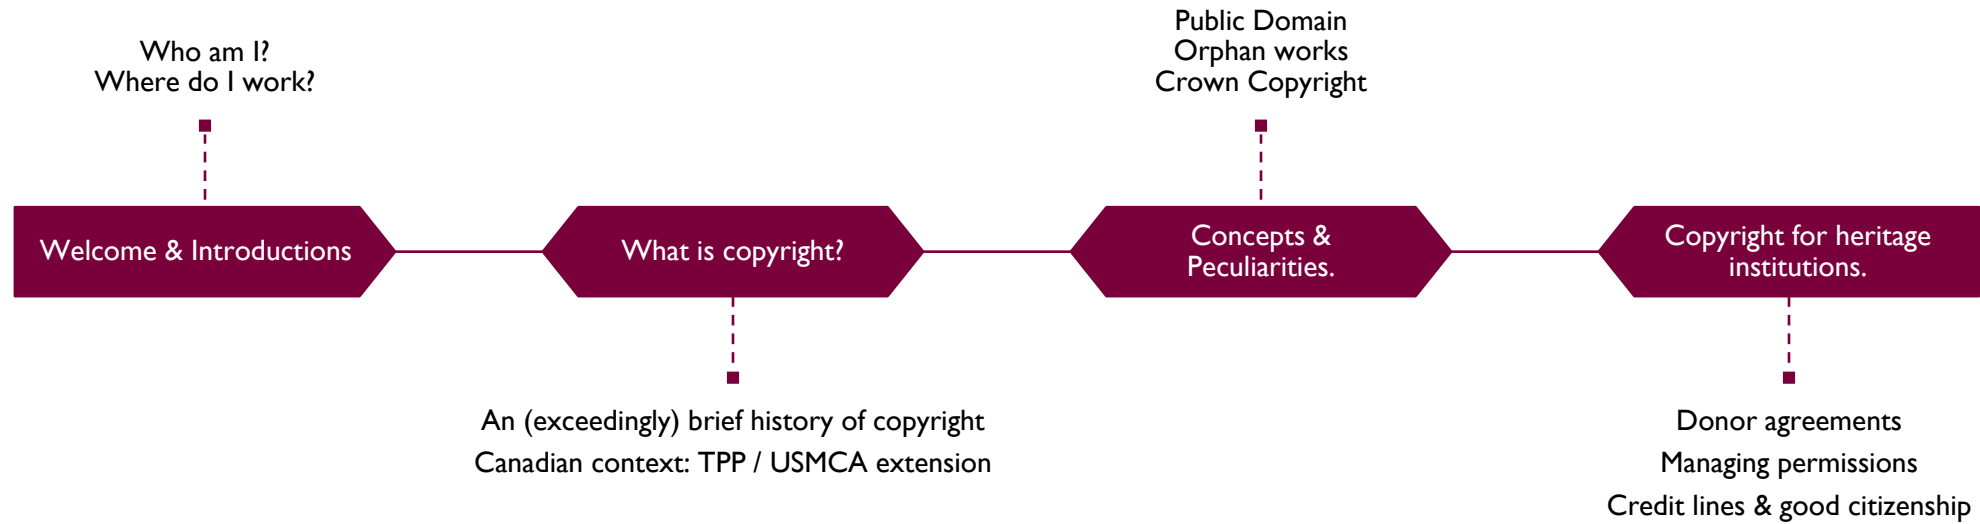 Who am I?
Where do I work?
Welcome & Introductions
What is copyright?
An (exceedingly) brief history of copyright
Canadian context: TPP / USMCA extension
Public Domain
Orphan works
Crown Copyright
Concepts &
Peculiarities.
Copyright for heritage
institutions.
Donor agreements
Managing permissions
Credit lines & good citizenship